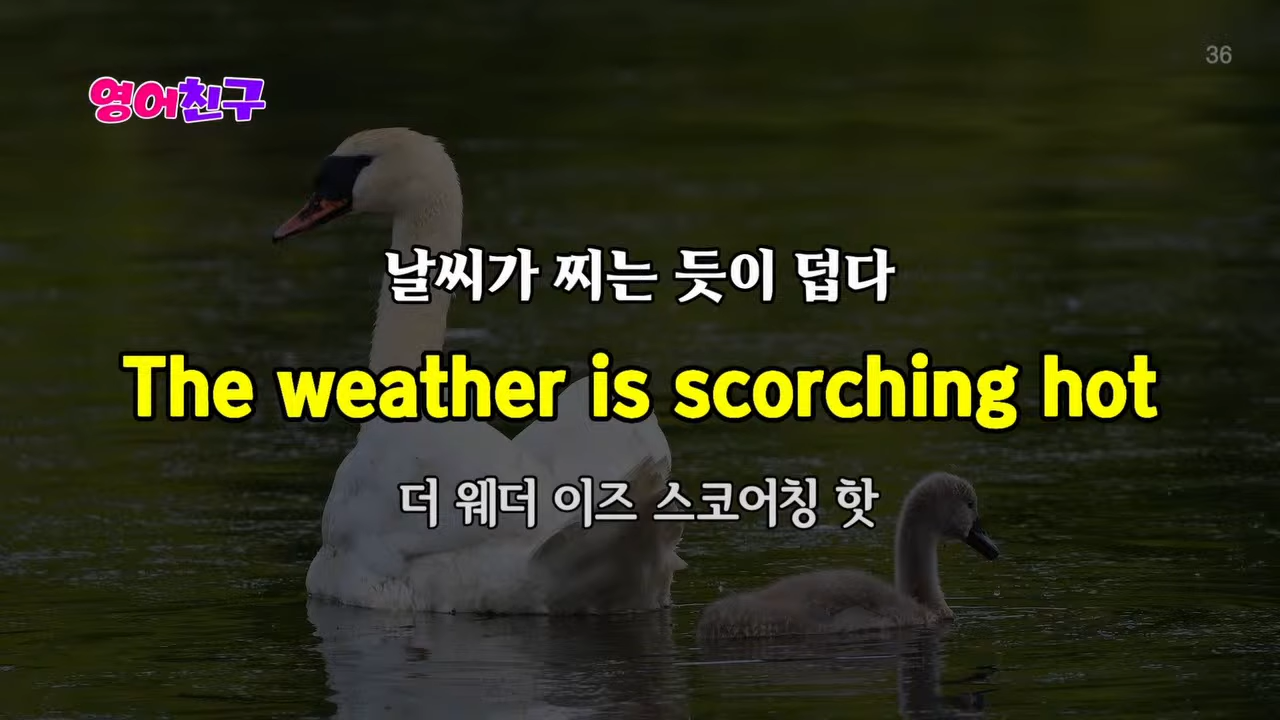 36
영어친구
날씨가 찌는 듯이 덥다
The weather is scorching hot
더 웨더 이즈 스코어칭 핫